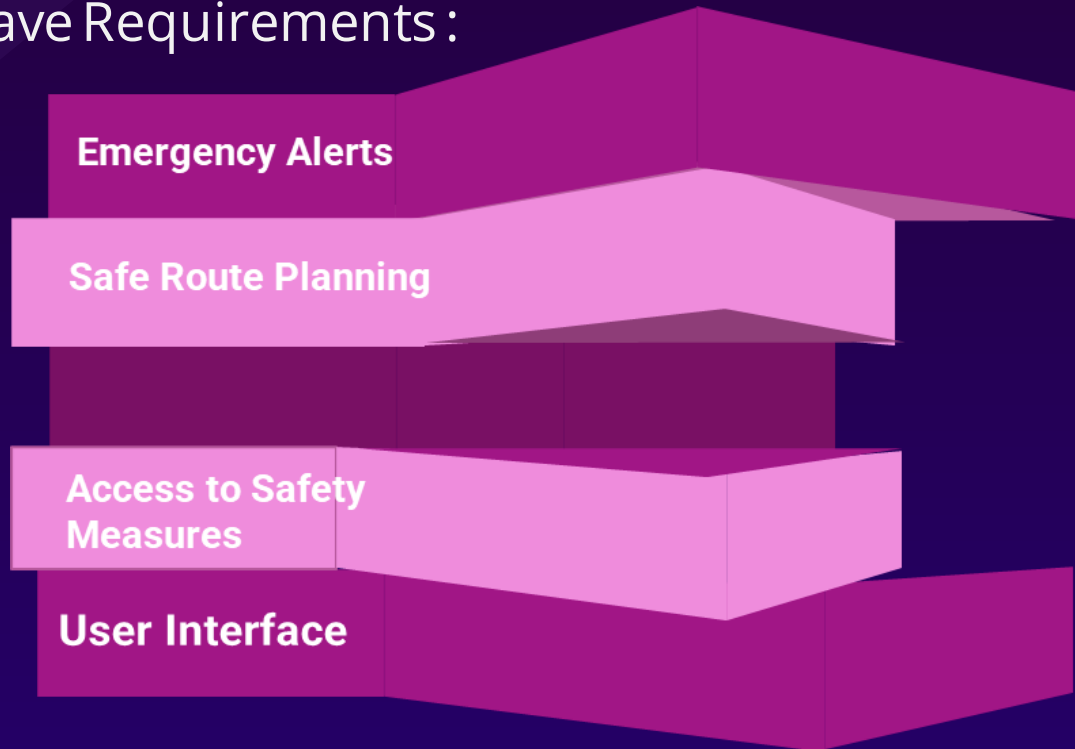 ave Requirements :
Emergency Alerts
Safe Route Planning
Access to Safety
Measures
User Interface